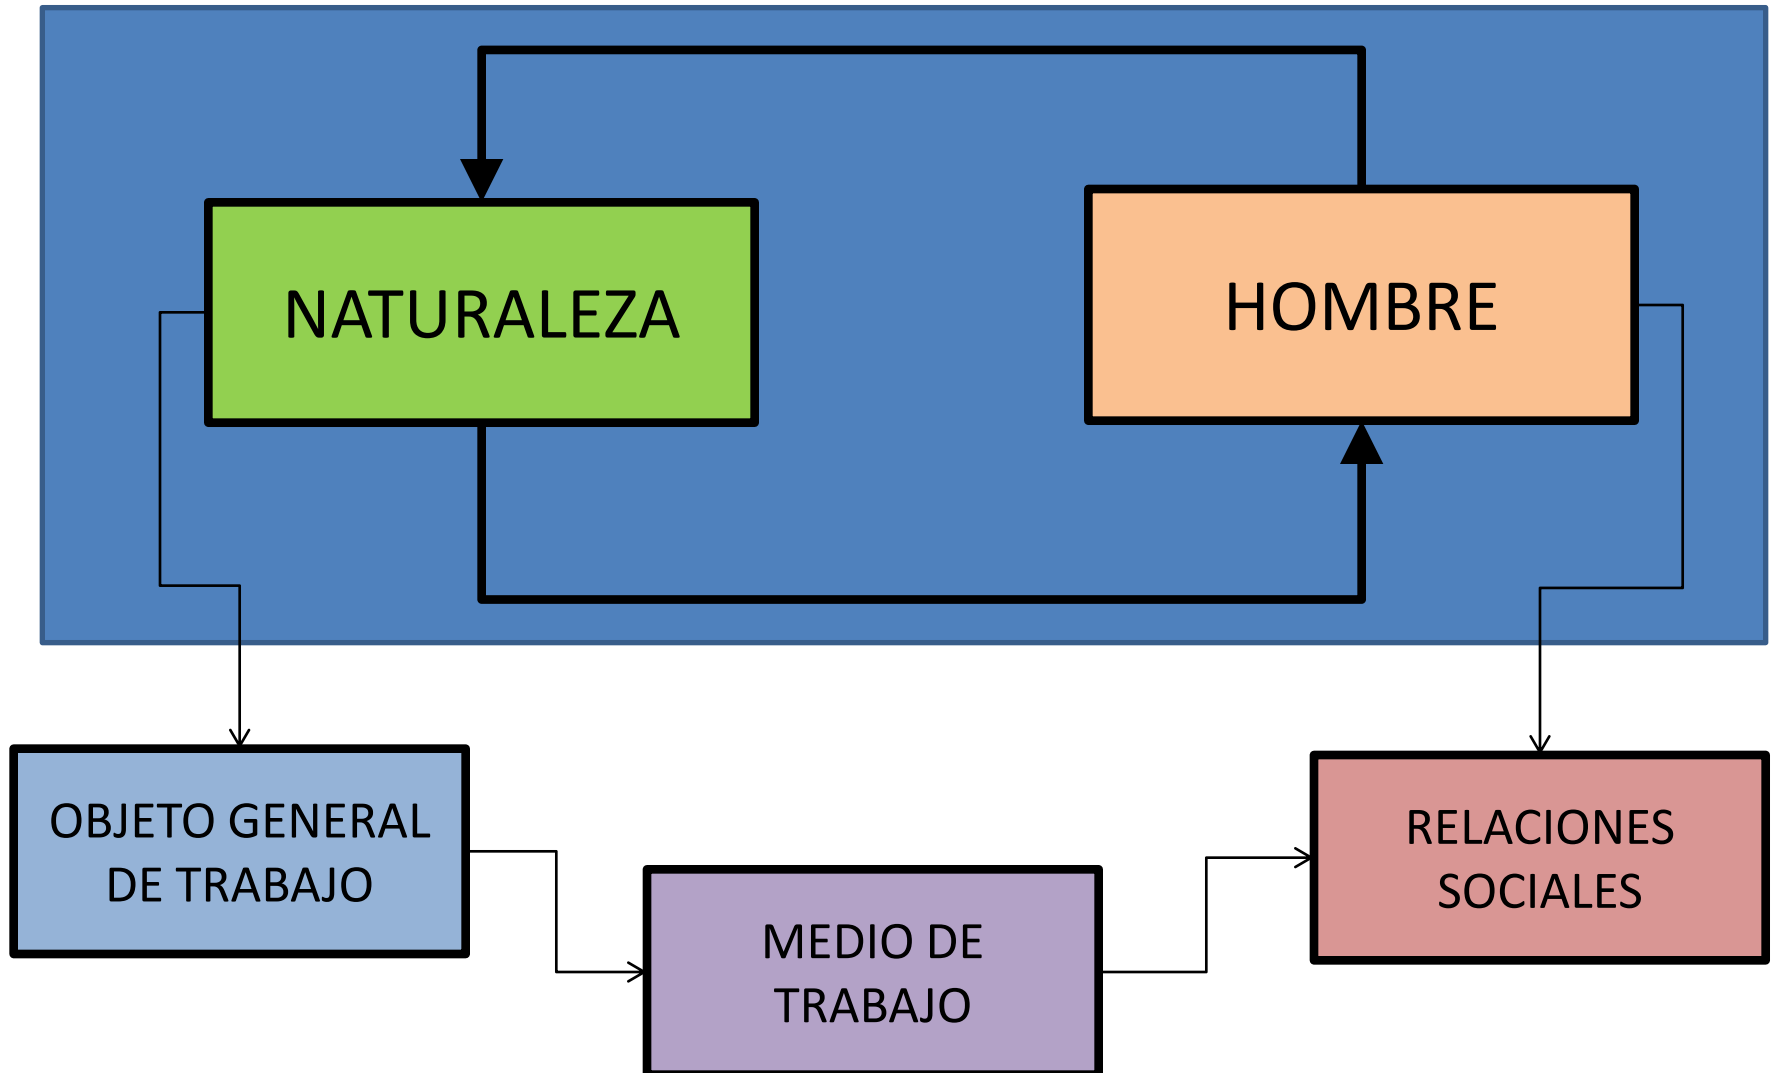 NATURALEZA
HOMBRE
OBJETO GENERAL
DE TRABAJO
MEDIO DE
TRABAJO
RELACIONES
SOCIALES